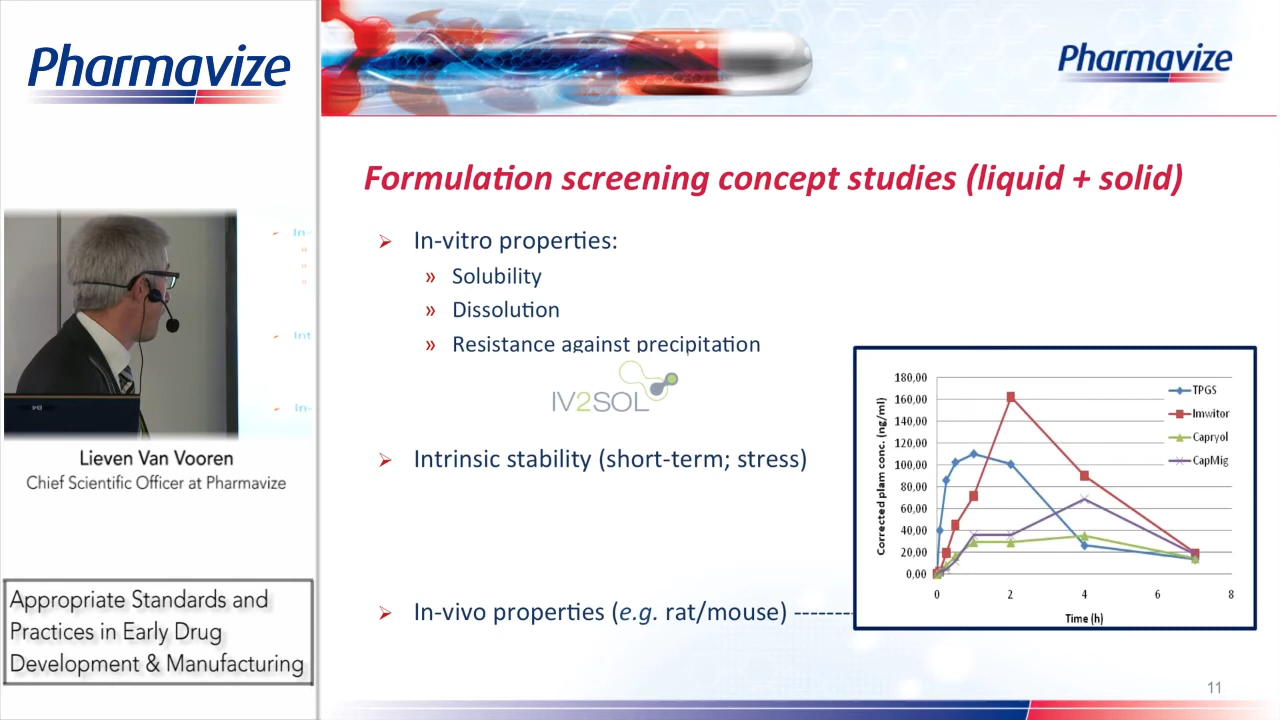 Pharmavize
Lieven Van Vooren
Chief Scientific Officer at Pharmavize
Appropriate Standards and
Practices in Early Drug
Development & Manufacturing
Pharmavize
Formulation screening concept studies (liquid + solid)
In-vitro properties:
» Solubility
» Dissolution
» Resistance against precipitation
IV2SOL
Intrinsic stability (short-term; stress)
In-vivo properties (e.g. rat/mouse) -------
Corrected plam conc. (ng/ml)
180,00
160,00
140,00
120,00
100,00
80,00
60,00
40,00
20,00
0,00
0 2 4 6 8
Time (h)
TPGS
Imwitor
Capryol
CapMig
11
In-
Int
In-